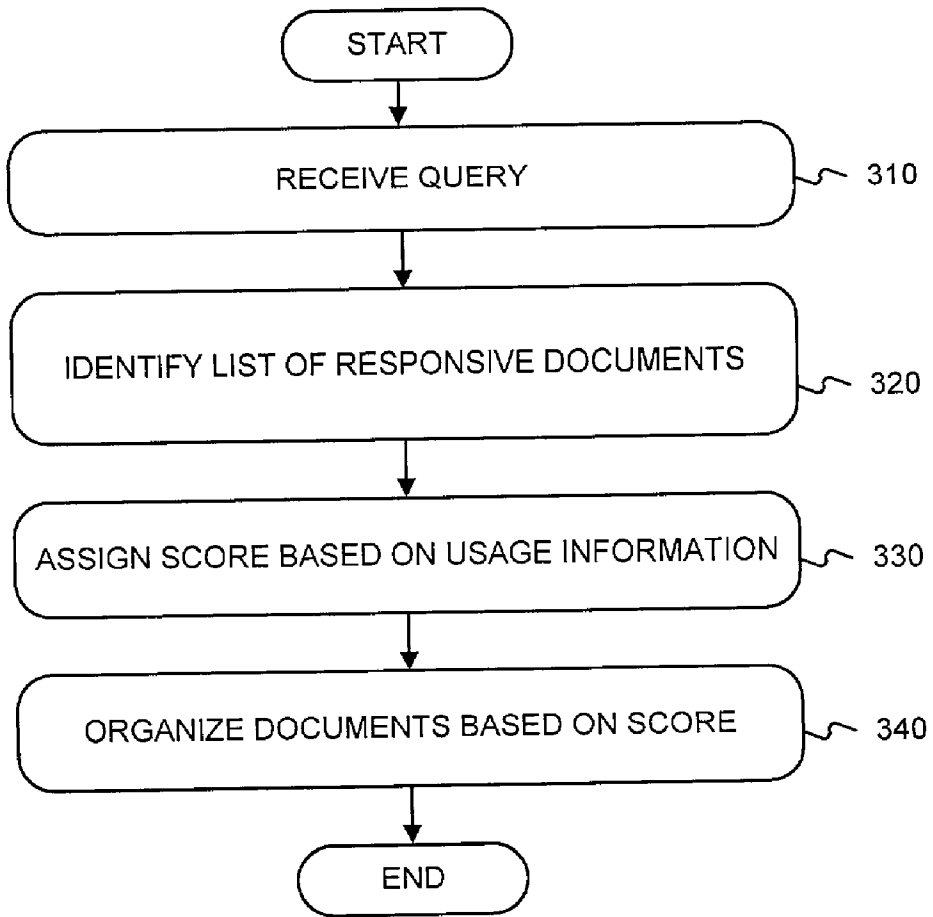 START
RECEIVE QUERY
310
IDENTIFY LIST OF RESPONSIVE DOCUMENTS
320
ASSIGN SCORE BASED ON USAGE INFORMATION
330
ORGANIZE DOCUMENTS BASED ON SCORE
340
END